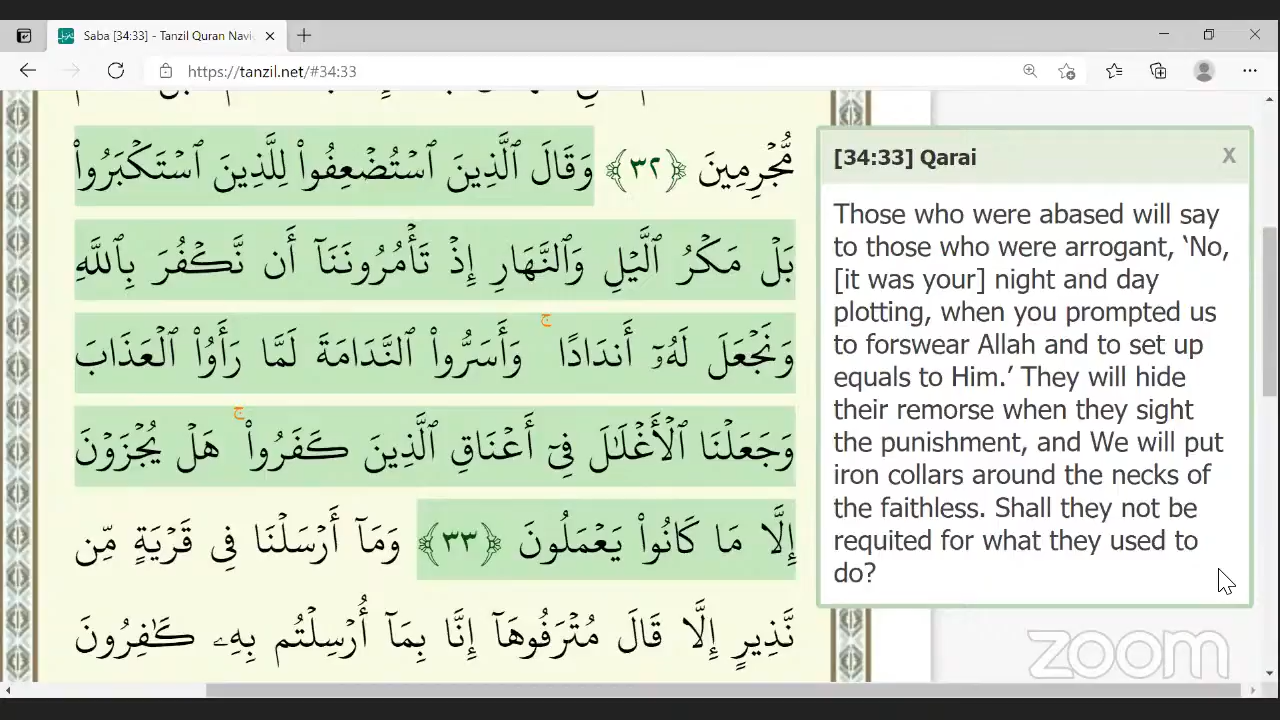 Saba [34:33] - Tanzil Quran Navi
https://tanzil.net/#34:33
مُّجْرِمِينَ ﴿٣٢﴾ وَقَالَ ٱلَّذِينَ ٱسْتُضْعِفُوا۟ لِلَّذِينَ ٱسْتَكْبَرُوا۟
بَلْ مَكْرُ ٱلَّيْلِ وَٱلنَّهَارِ إِذْ تَأْمُرُونَنَآ أَن نَّكْفُرَ بِٱللَّهِ
وَنَجْعَلَ لَهُۥٓ أَندَادًا ۚ وَأَسَرُّوا۟ ٱلنَّدَامَةَ لَمَّا رَأَوُا۟ ٱلْعَذَابَ
وَجَعَلْنَا ٱلْأَغْلَـٰلَ فِىٓ أَعْنَاقِ ٱلَّذِينَ كَفَرُوا۟ ۚ هَلْ يُجْزَوْنَ
إِلَّا مَا كَانُوا۟ يَعْمَلُونَ ﴿٣٣﴾ وَمَآ أَرْسَلْنَا فِى قَرْيَةٍ مِّن
نَّذِيرٍ إِلَّا قَالَ مُتْرَفُوهَآ إِنَّا بِمَآ أُرْسِلْتُم بِهِۦ كَـٰفِرُونَ
[34:33] Qarai
X
Those who were abased will say
to those who were arrogant, ‘No,
[it was your] night and day
plotting, when you prompted us
to forswear Allah and to set up
equals to Him.’ They will hide
their remorse when they sight
the punishment, and We will put
iron collars around the necks of
the faithless. Shall they not be
requited for what they used to
do?
zoom